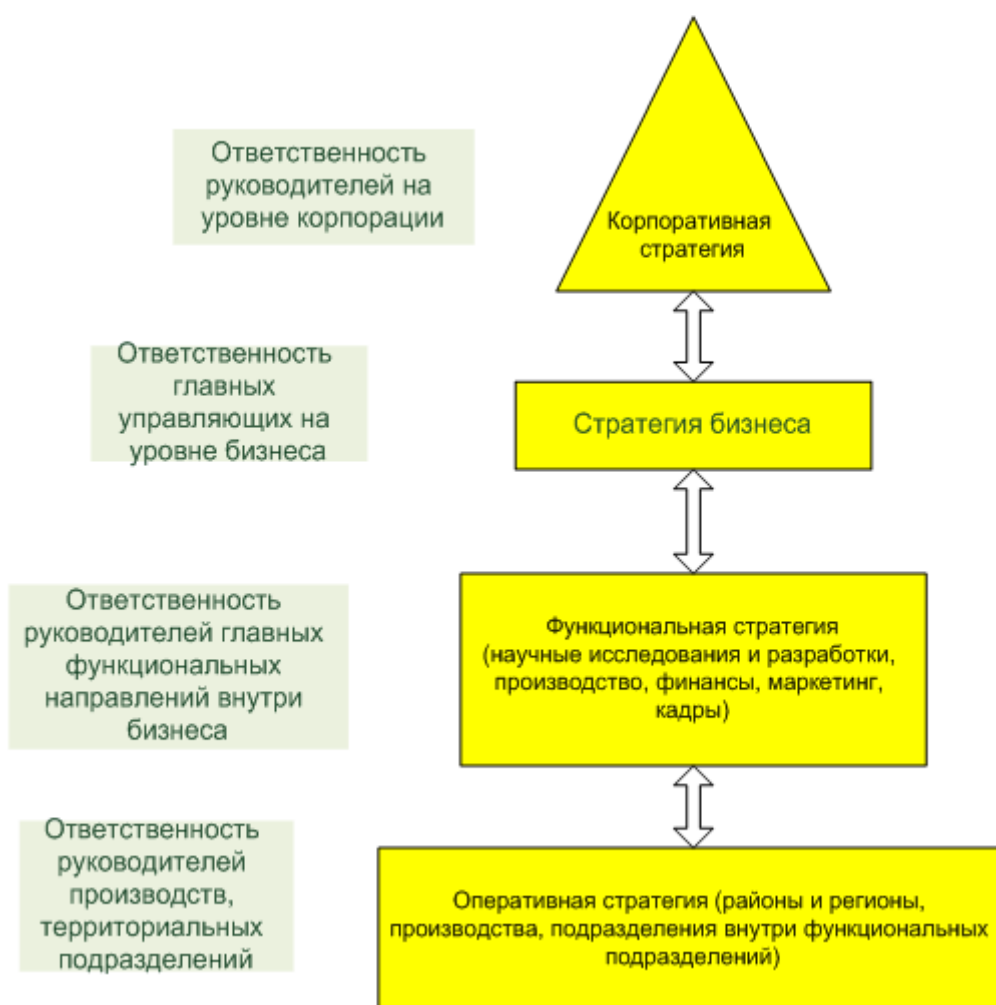 Ответственность
руководителей на
уровне корпорации
Корпоративная
стратегия
Ответственность
главных
управляющих на
уровне бизнеса
Стратегия бизнеса
Ответственность
руководителей главных
функциональных
направлений внутри
бизнеса
Функциональная стратегия
(научные исследования и разработки,
производство, финансы, маркетинг,
кадры)
Ответственность
руководителей
производств,
территориальных
подразделений
Оперативная стратегия (районы и регионы,
производства, подразделения внутри функциональных
подразделений)